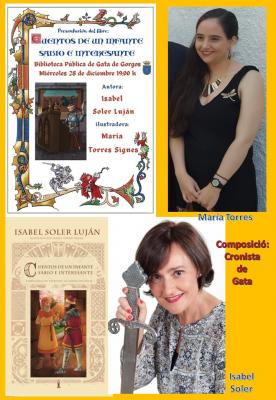 Presentación del libro:
CUENTOS DE UN INFANTE
SABIO E INTERESANTE
Biblioteca Pública de Gata de Gorgos
Miércoles 28 de diciembre 19:00 h
Autora:
Isabel
Soler Luján
ilustradora:
María
Torres Signes
María Torres
ISABEL SOLER LUJÁN
CUENTOS DE UN INFANTE
SABIO E INTERESANTE
Composició:
Cronista
de
Gata
Isabel
Soler